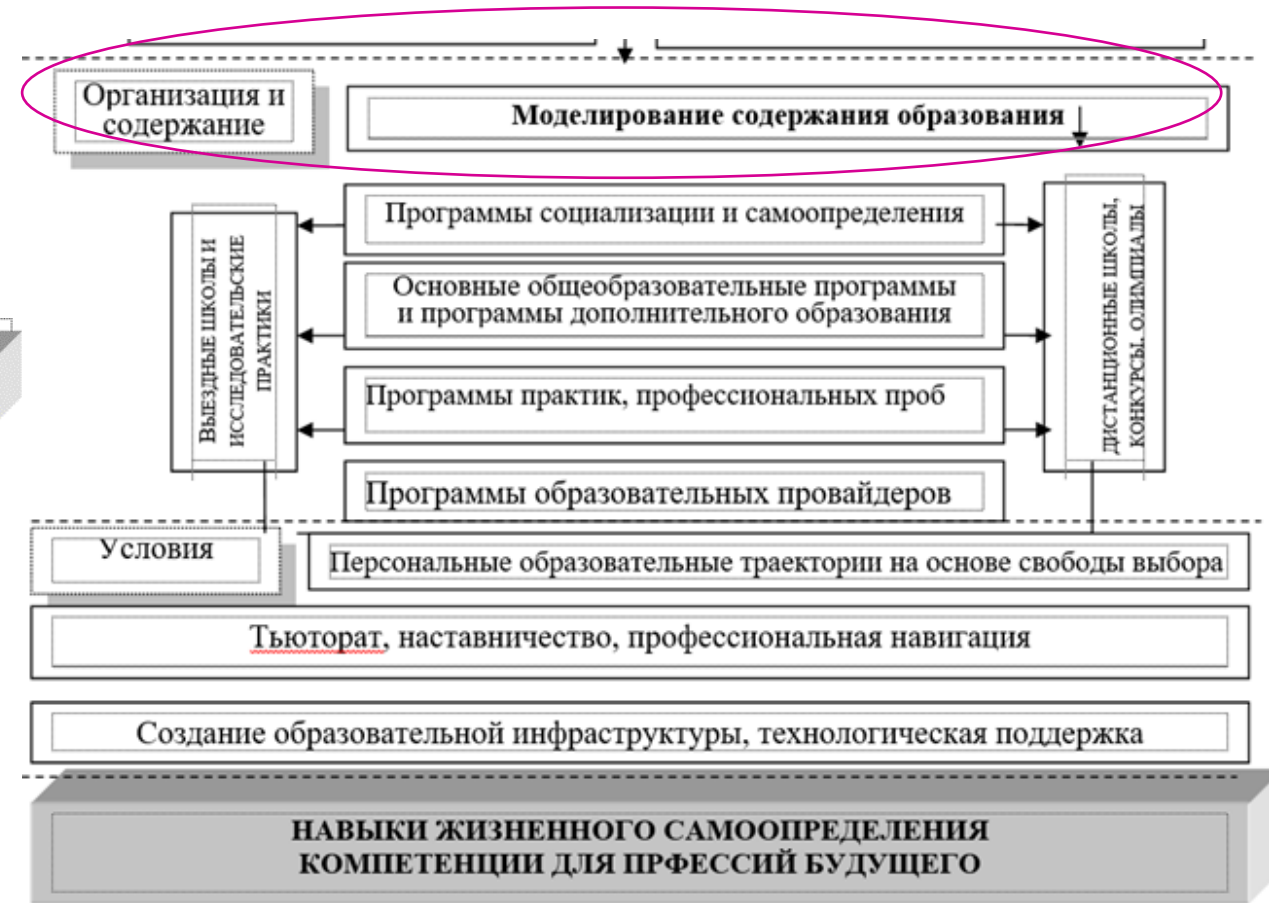 Организация и
содержание
Моделирование содержания образования
Программы социализации и самоопределения
Основные общеобразовательные программы
и программы дополнительного образования
Программы практик, профессиональных проб
Программы образовательных провайдеров
ВЫЕЗДНЫЕ ШКОЛЫ И
ИССЛЕДОВАТЕЛЬСКИЕ
ПРАКТИКИ
ДИСТАНЦИОННЫЕ ШКОЛЫ,
КОНКУРСЫ, ОЛИМПИАДЫ
Условия
Персональные образовательные траектории на основе свободы выбора
Тьюторат, наставничество, профессиональная навигация
Создание образовательной инфраструктуры, технологическая поддержка
НАВЫКИ ЖИЗНЕННОГО САМООПРЕДЕЛЕНИЯ
КОМПЕТЕНЦИИ ДЛЯ ПРФЕССИЙ БУДУЩЕГО